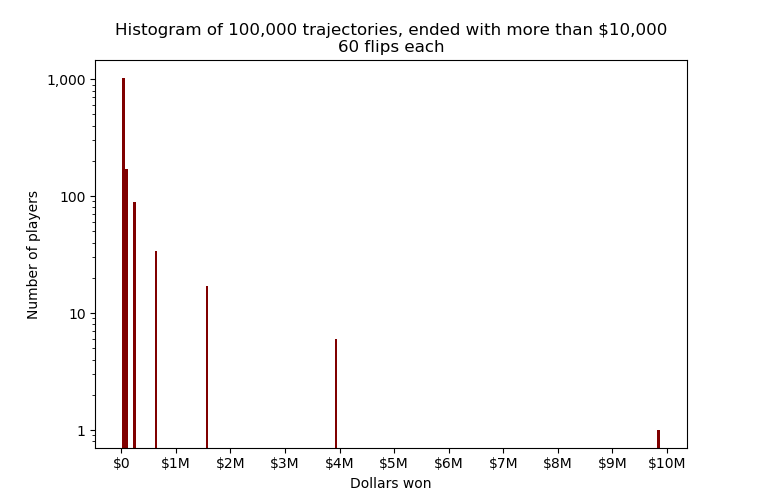 Histogram of 100,000 trajectories, ended with more than $10,000
60 flips each
Number of players
1,000
100
10
1
$0 $1M $2M $3M $4M $5M $6M $7M $8M $9M $10M
Dollars won